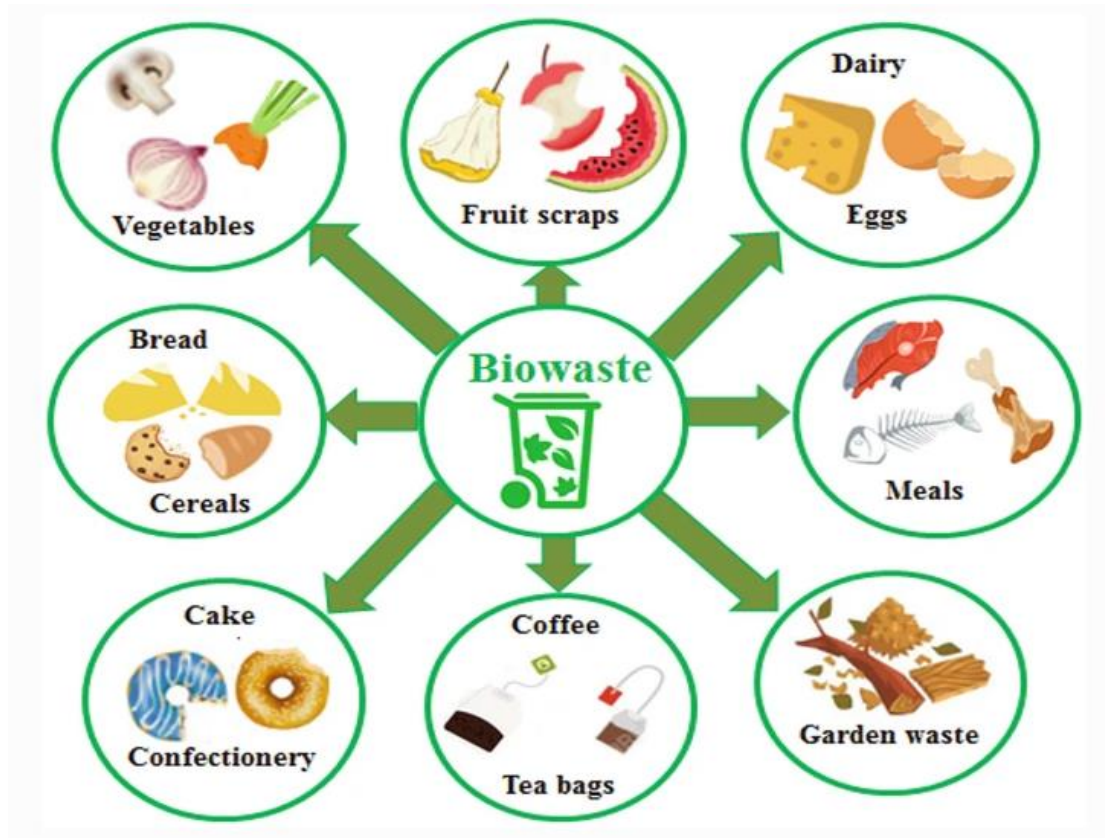 Vegetables
Fruit scraps
Dairy
Eggs
Bread
Cereals
Biowaste
Meals
Cake
Confectionery
Coffee
Tea bags
Garden waste